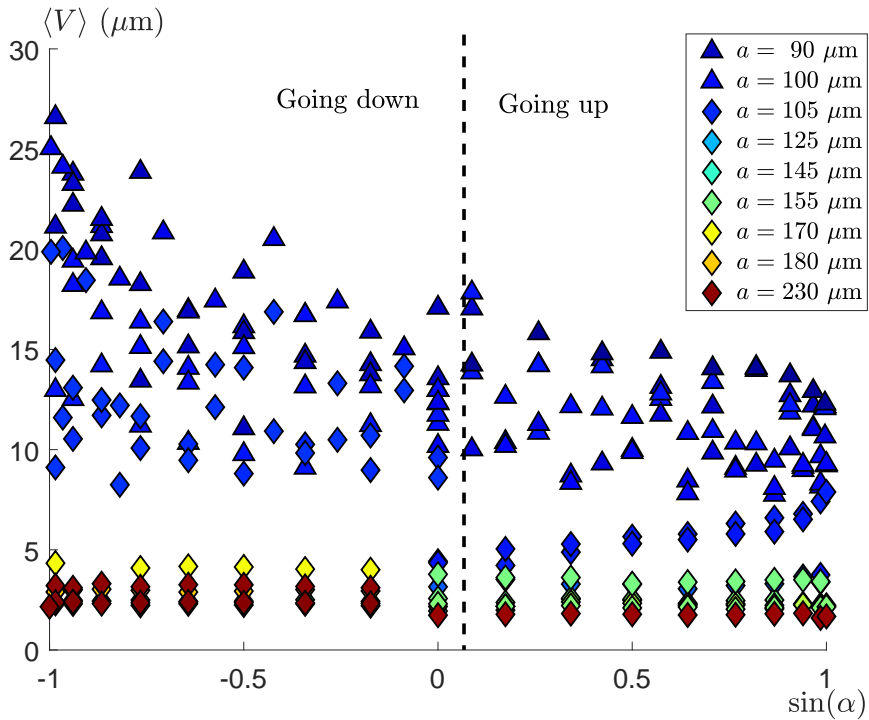 ⟨V⟩ (μm)
30
25
20
15
10
5
0
-1
-0.5
0
0.5
1
sin(α)
Going down
Going up
a = 90 μm
a = 100 μm
a = 105 μm
a = 125 μm
a = 145 μm
a = 155 μm
a = 170 μm
a = 180 μm
a = 230 μm